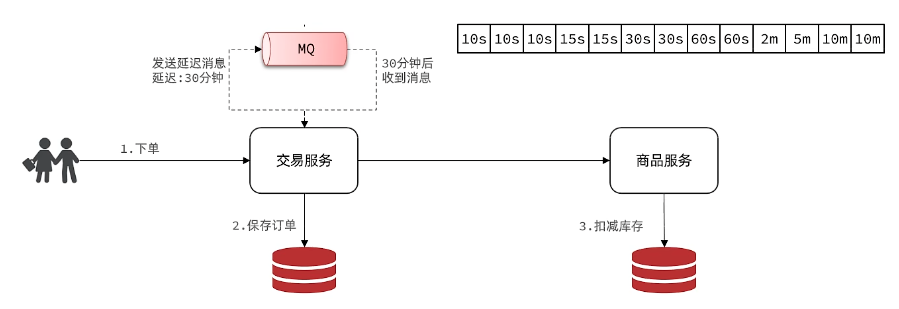 MQ
10s 10s 10s 15s 15s 30s 30s 60s 60s 2m 5m 10m 10m
发送延迟消息
延迟:30分钟
30分钟后
收到消息
1.下单
交易服务
商品服务
2.保存订单
3.扣减库存